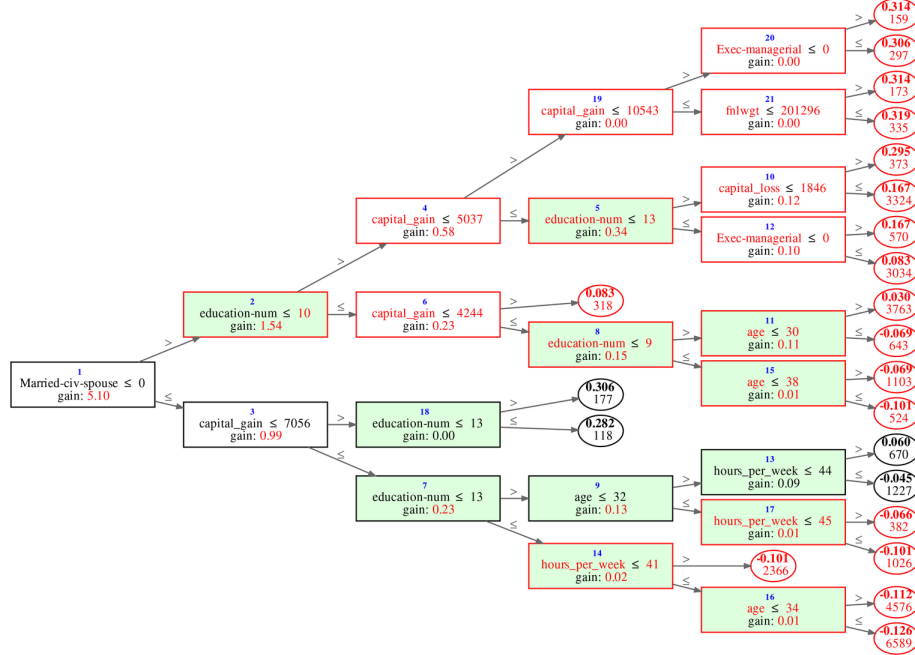 0.314
159
20
Exec-managerial ≤ 0
gain: 0.00
>
≤
0.306
297
>
0.314
173
19
capital_gain ≤ 10543
gain: 0.00
>
≤
21
fnlwgt ≤ 201296
gain: 0.00
>
≤
0.319
335
>
0.295
373
10
capital_loss ≤ 1846
gain: 0.12
>
≤
0.167
3324
4
capital_gain ≤ 5037
gain: 0.58
≤
5
education-num ≤ 13
gain: 0.34
>
≤
12
Exec-managerial ≤ 0
gain: 0.10
>
≤
0.167
570
0.083
3034
>
2
education-num ≤ 10
gain: 1.54
≤
6
capital_gain ≤ 4244
gain: 0.23
>
≤
0.083
318
8
education-num ≤ 9
gain: 0.15
>
≤
11
age ≤ 30
gain: 0.11
>
≤
0.030
3763
-0.069
643
15
age ≤ 38
gain: 0.01
>
≤
-0.069
1103
-0.101
524
1
Married-civ-spouse ≤ 0
gain: 5.10
>
≤
3
capital_gain ≤ 7056
gain: 0.99
>
≤
18
education-num ≤ 13
gain: 0.00
>
≤
0.306
177
0.282
118
7
education-num ≤ 13
gain: 0.23
>
≤
9
age ≤ 32
gain: 0.13
>
≤
13
hours_per_week ≤ 44
gain: 0.09
>
≤
0.060
670
-0.045
1227
17
hours_per_week ≤ 45
gain: 0.01
>
≤
-0.066
382
-0.101
1026
14
hours_per_week ≤ 41
gain: 0.02
>
≤
-0.101
2366
16
age ≤ 34
gain: 0.01
>
≤
-0.112
4576
-0.126
6589